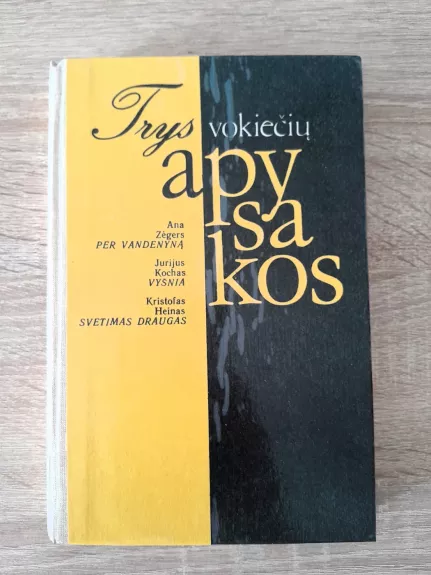 Trys vokiečių
apy
sa
kos
Ana
Zėgers
PER VANDENYNĄ
Jurijus
Kochas
VYŠNIA
Kristofas
Heinas
SVETIMAS DRAUGAS